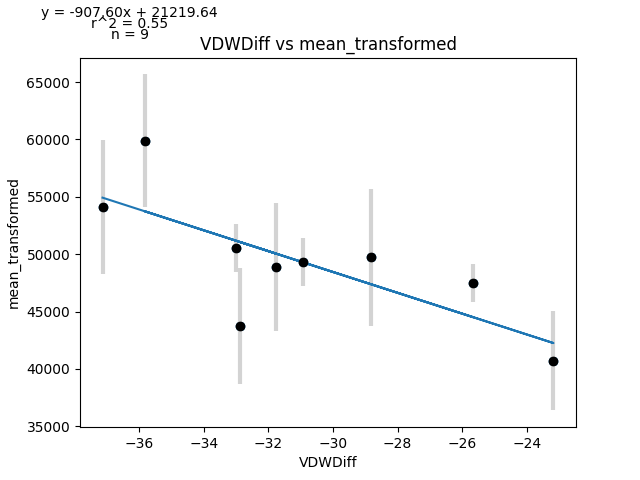 y = -907.60x + 21219.64
r^2 = 0.55
n = 9
VDWDiff vs mean_transformed
65000
60000
55000
50000
45000
40000
35000
mean_transformed
−36 −34 −32 −30 −28 −26 −24
VDWDiff